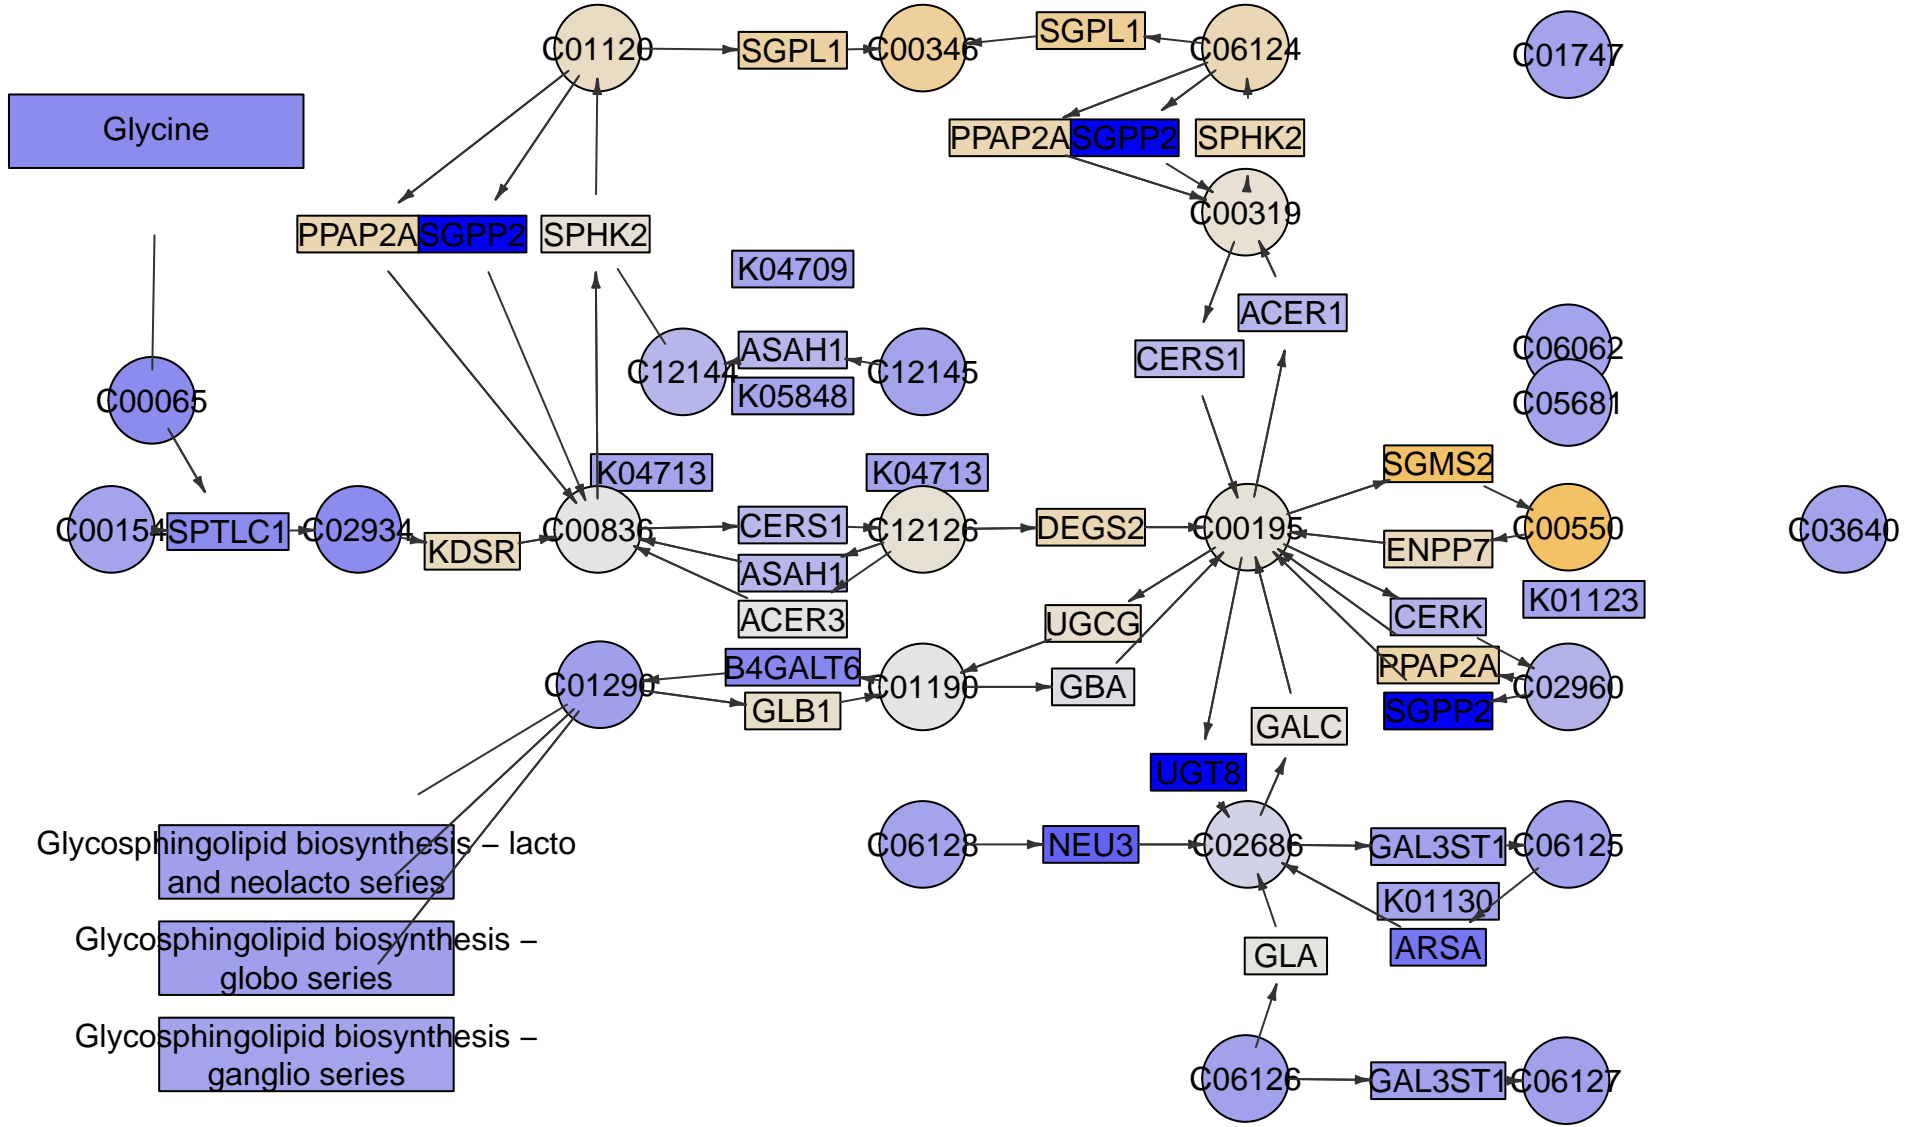 C01120
SGPL1
C00346
SGPL1
C06124
C01747
Glycine
PPAP2A
SGPP2
SPHK2
C00319
PPAP2A
SGPP2
SPHK2
K04709
ACER1
ASAH1
CERS1
C06062
C00065
C12144
C12145
K05848
C05681
K04713
K04713
SGMS2
C00154
SPTLC1
C02934
KDSR
C00836
CERS1
C12126
DEGS2
C00195
C00550
ENPP7
C03640
ASAH1
K01123
ACER3
UGCG
CERK
B4GALT6
PPAP2A
C01290
C01190
GBA
C02960
GLB1
SGPP2
GALC
UGT8
Glycosphingolipid biosynthesis – lacto
and neolacto series
C06128
NEU3
C02686
GAL3ST1
C06125
K01130
Glycosphingolipid biosynthesis –
globo series
GLA
ARSA
Glycosphingolipid biosynthesis –
ganglio series
C06126
GAL3ST1
C06127